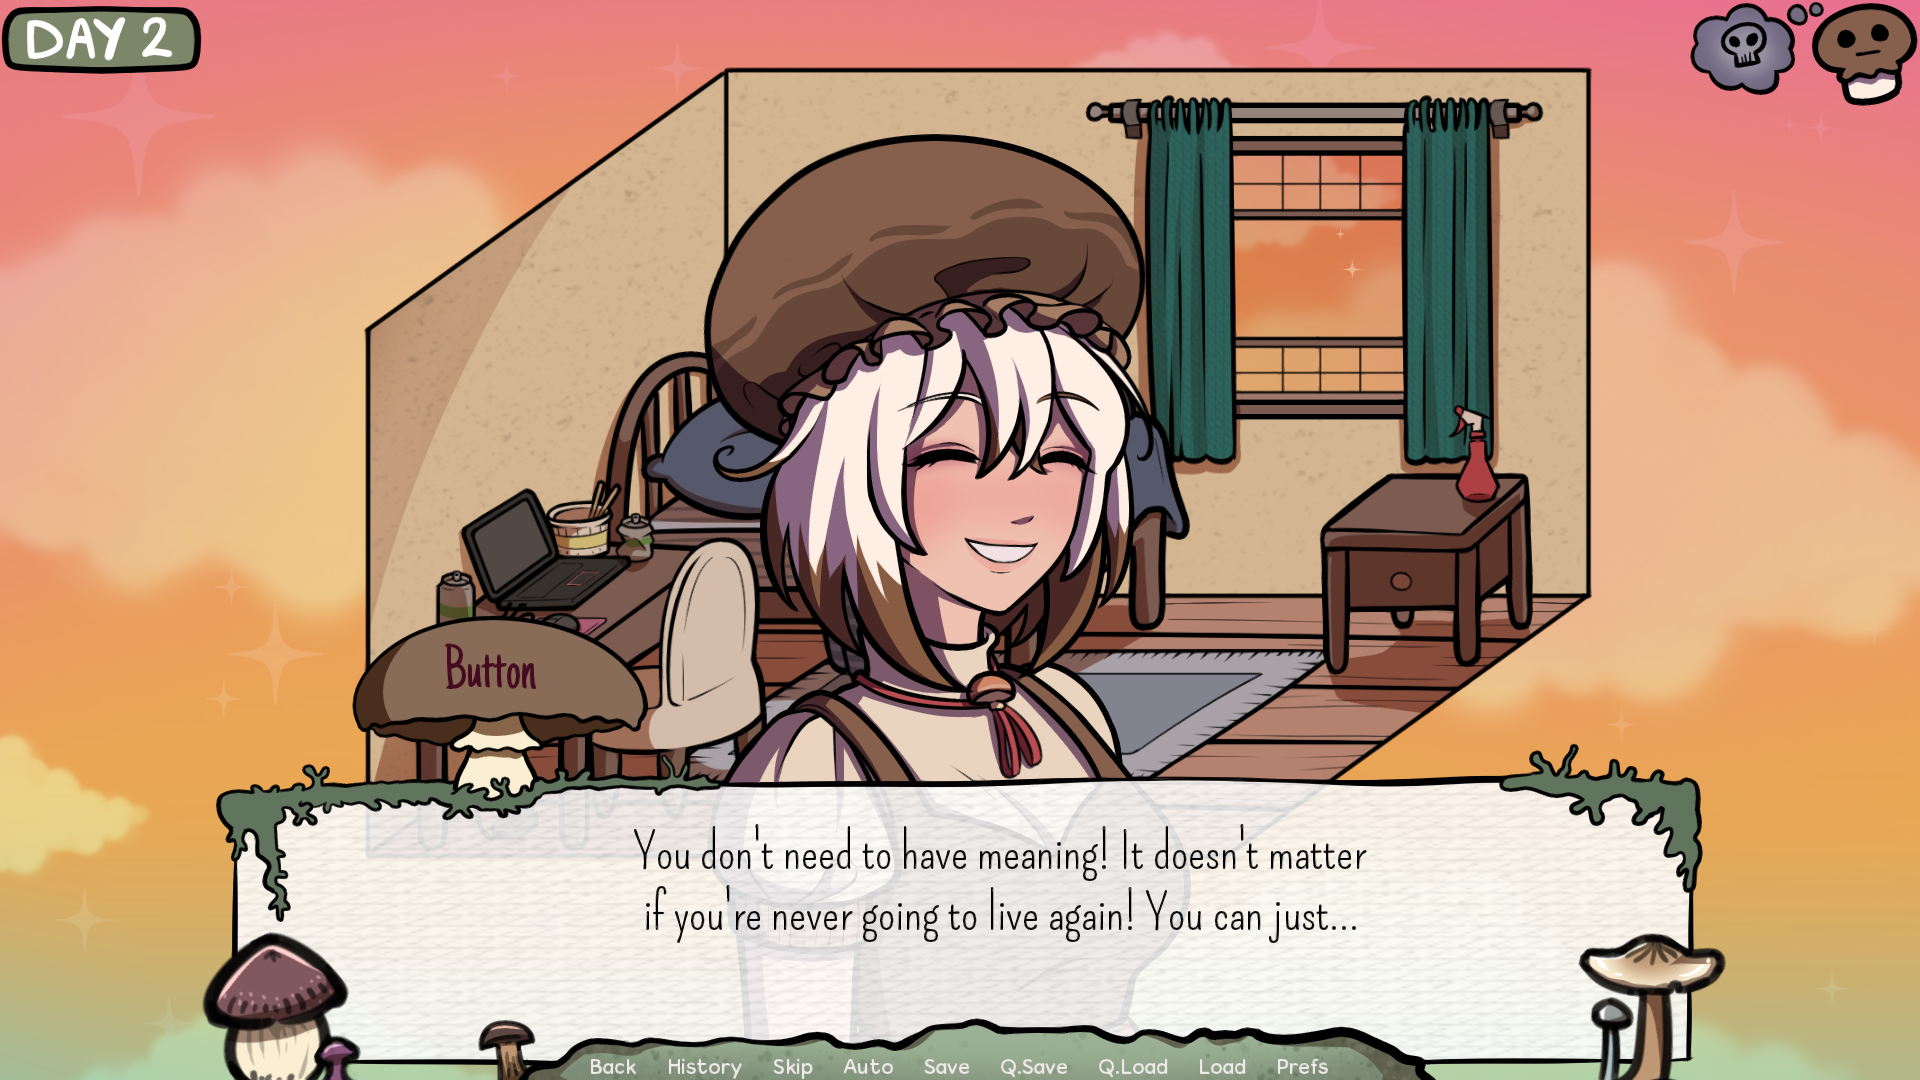 DAY 2
Button
You don't need to have meaning! It doesn't matter
if you're never going to live again! You can just...
Back History Skip Auto Save Q.Save Q.Load Load Prefs